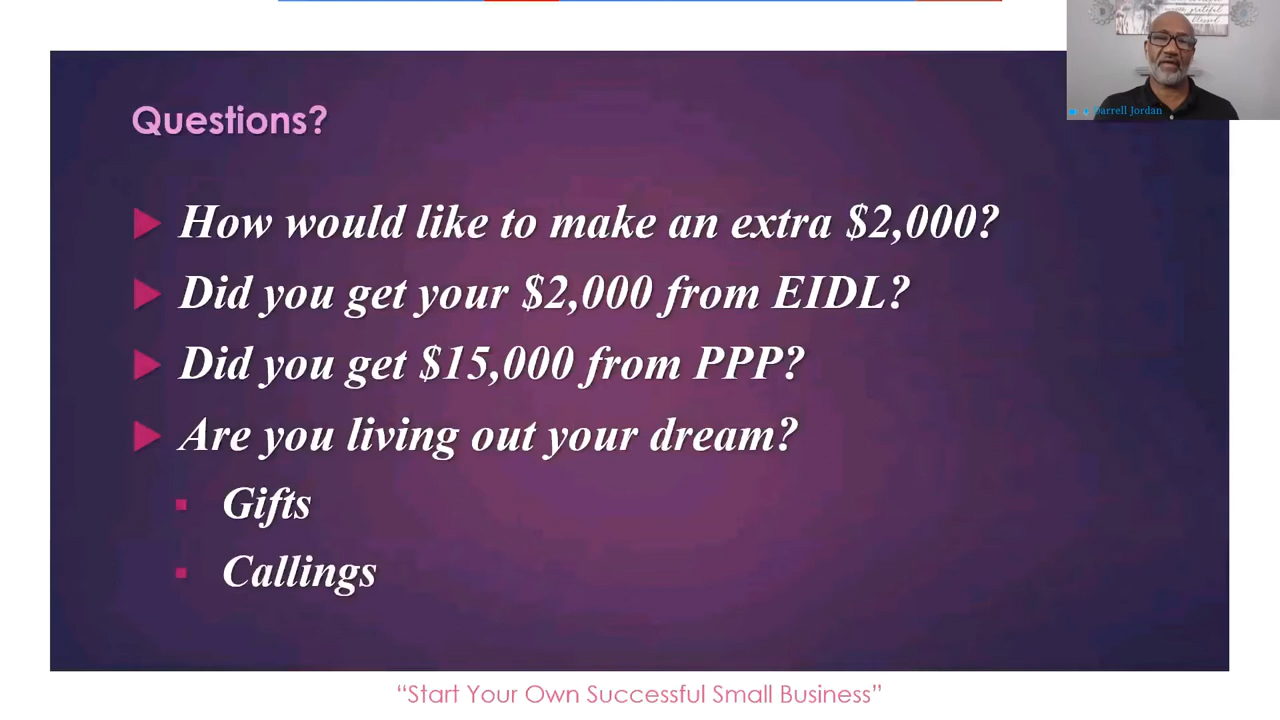 Questions?
How would like to make an extra $2,000?
Did you get your $2,000 from EIDL?
Did you get $15,000 from PPP?
Are you living out your dream?
Gifts
Callings
“Start Your Own Successful Small Business”
Darrell Jordan
grateful
blessed